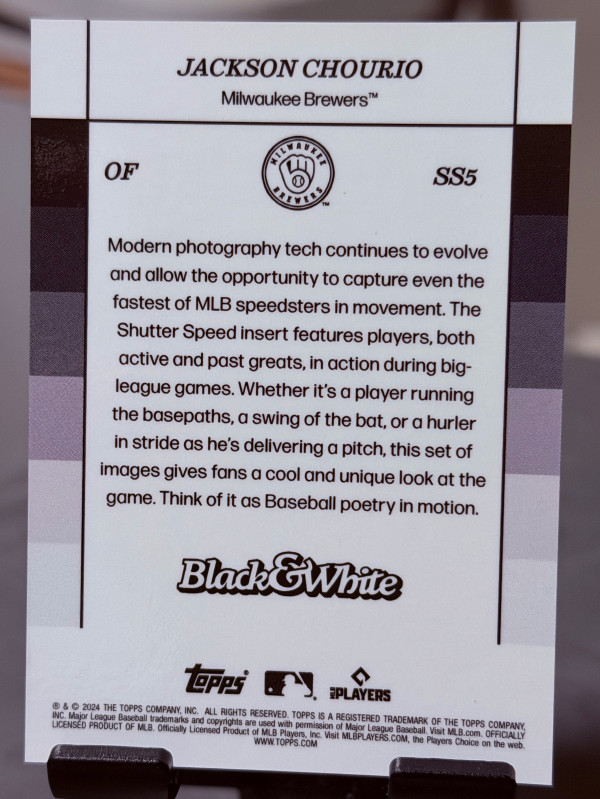 JACKSON CHOURIO
Milwaukee Brewers™
OF
MILWAUKEE
BREWERS™
SS5
Modern photography tech continues to evolve
and allow the opportunity to capture even the
fastest of MLB speedsters in movement. The
Shutter Speed insert features players, both
active and past greats, in action during big-
league games. Whether it's a player running
the basepaths, a swing of the bat, or a hurler
in stride as he's delivering a pitch, this set of
images gives fans a cool and unique look at the
game. Think of it as Baseball poetry in motion.
Black&White
Topps® MLB PLAYERS
® & © 2024 THE TOPPS COMPANY, INC. ALL RIGHTS RESERVED. TOPPS IS A REGISTERED TRADEMARK OF THE TOPPS COMPANY,
INC. Major League Baseball trademarks and copyrights are used with permission of Major League Baseball. Visit MLB.com. OFFICIALLY
LICENSED PRODUCT OF MLB. Officially Licensed Product of MLB Players, Inc. Visit MLBPLAYERS.COM, the Players Choice on the web.
WWW.TOPPS.COM